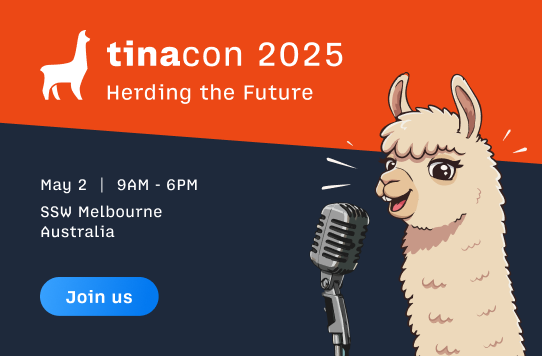 tinacon 2025
Herding the Future
May 2 | 9AM - 6PM
SSW Melbourne
Australia
Join us